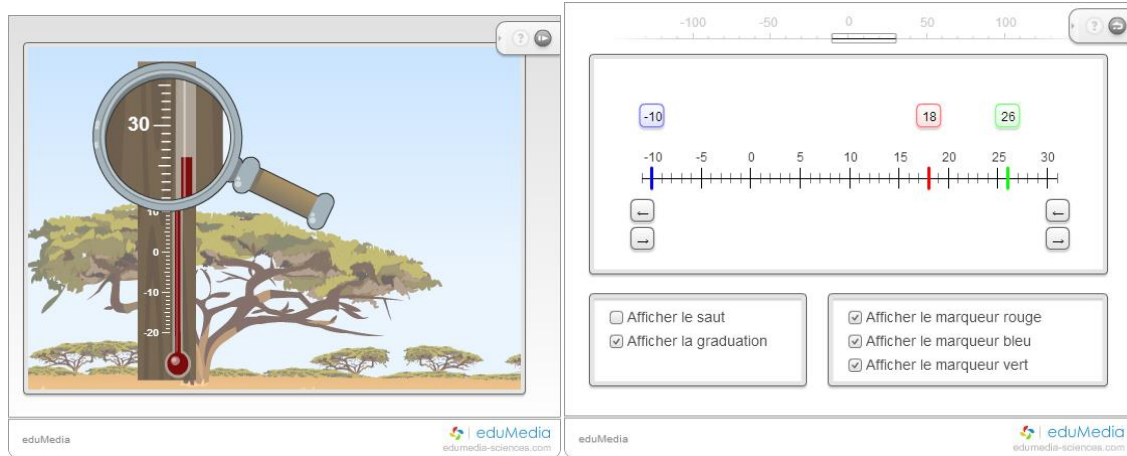 30
10
0
-10
-20
eduMedia
eduMedia
edumedia-sciences.com
-100 -50 0 50 100
?
-10 18 26
-10 -5 0 5 10 15 20 25 30
Afficher le saut
Afficher la graduation
Afficher le marqueur rouge
Afficher le marqueur bleu
Afficher le marqueur vert
eduMedia
eduMedia
edumedia-sciences.com